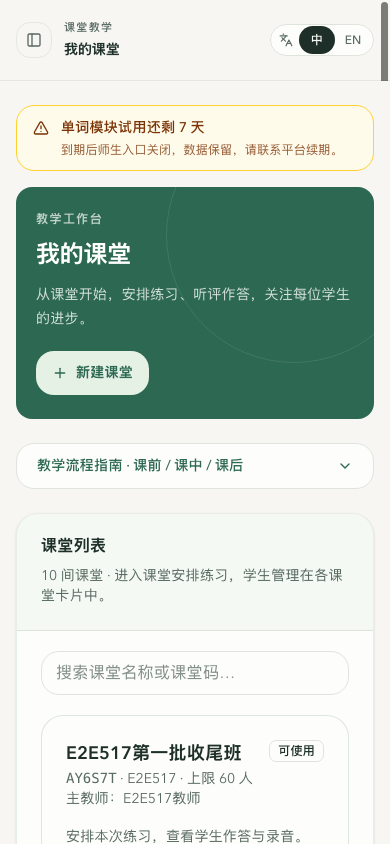 课堂教学
我的课堂
中
EN
单词模块试用还剩 7 天
到期后师生入口关闭，数据保留，请联系平台续期。
教学工作台
我的课堂
从课堂开始，安排练习、听评作答，关注每位学生
的进步。
新建课堂
教学流程指南 · 课前 / 课中 / 课后
课堂列表
10 间课堂 · 进入课堂安排练习，学生管理在各课
堂卡片中。
搜索课堂名称或课堂码…
E2E517第一批收尾班
可使用
AY6S7T · E2E517 · 上限 60 人
主教师： E2E517教师
安排本次练习，查看学生作答与录音。